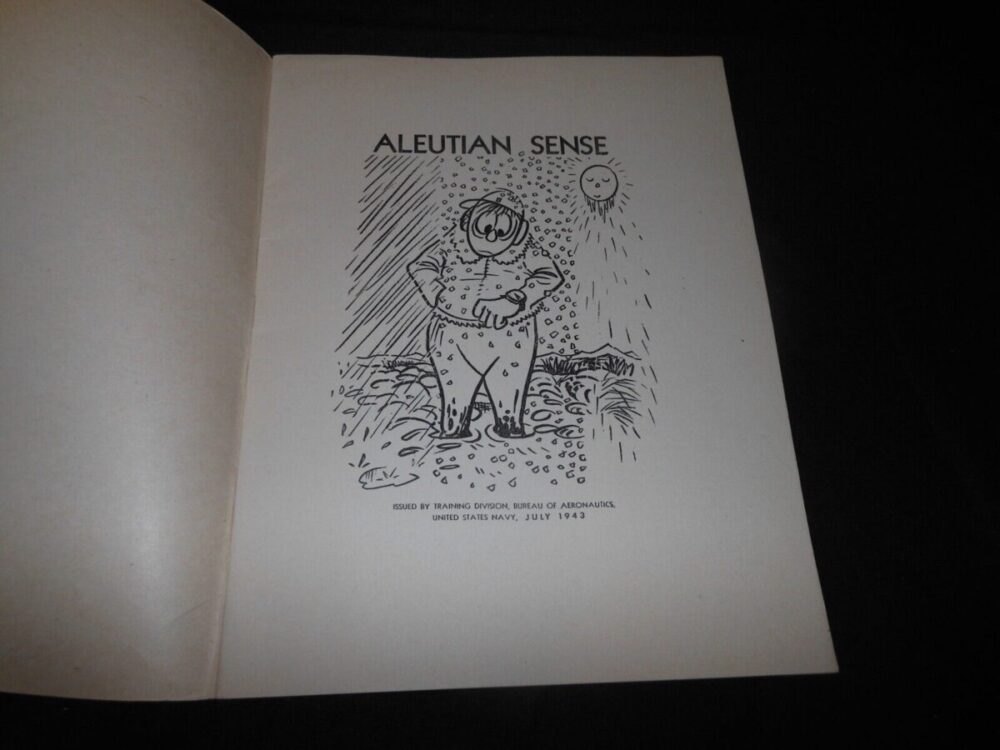 ALEUTIAN SENSE
ISSUED BY TRAINING DIVISION, BUREAU OF AERONAUTICS,
UNITED STATES NAVY, JULY 1943